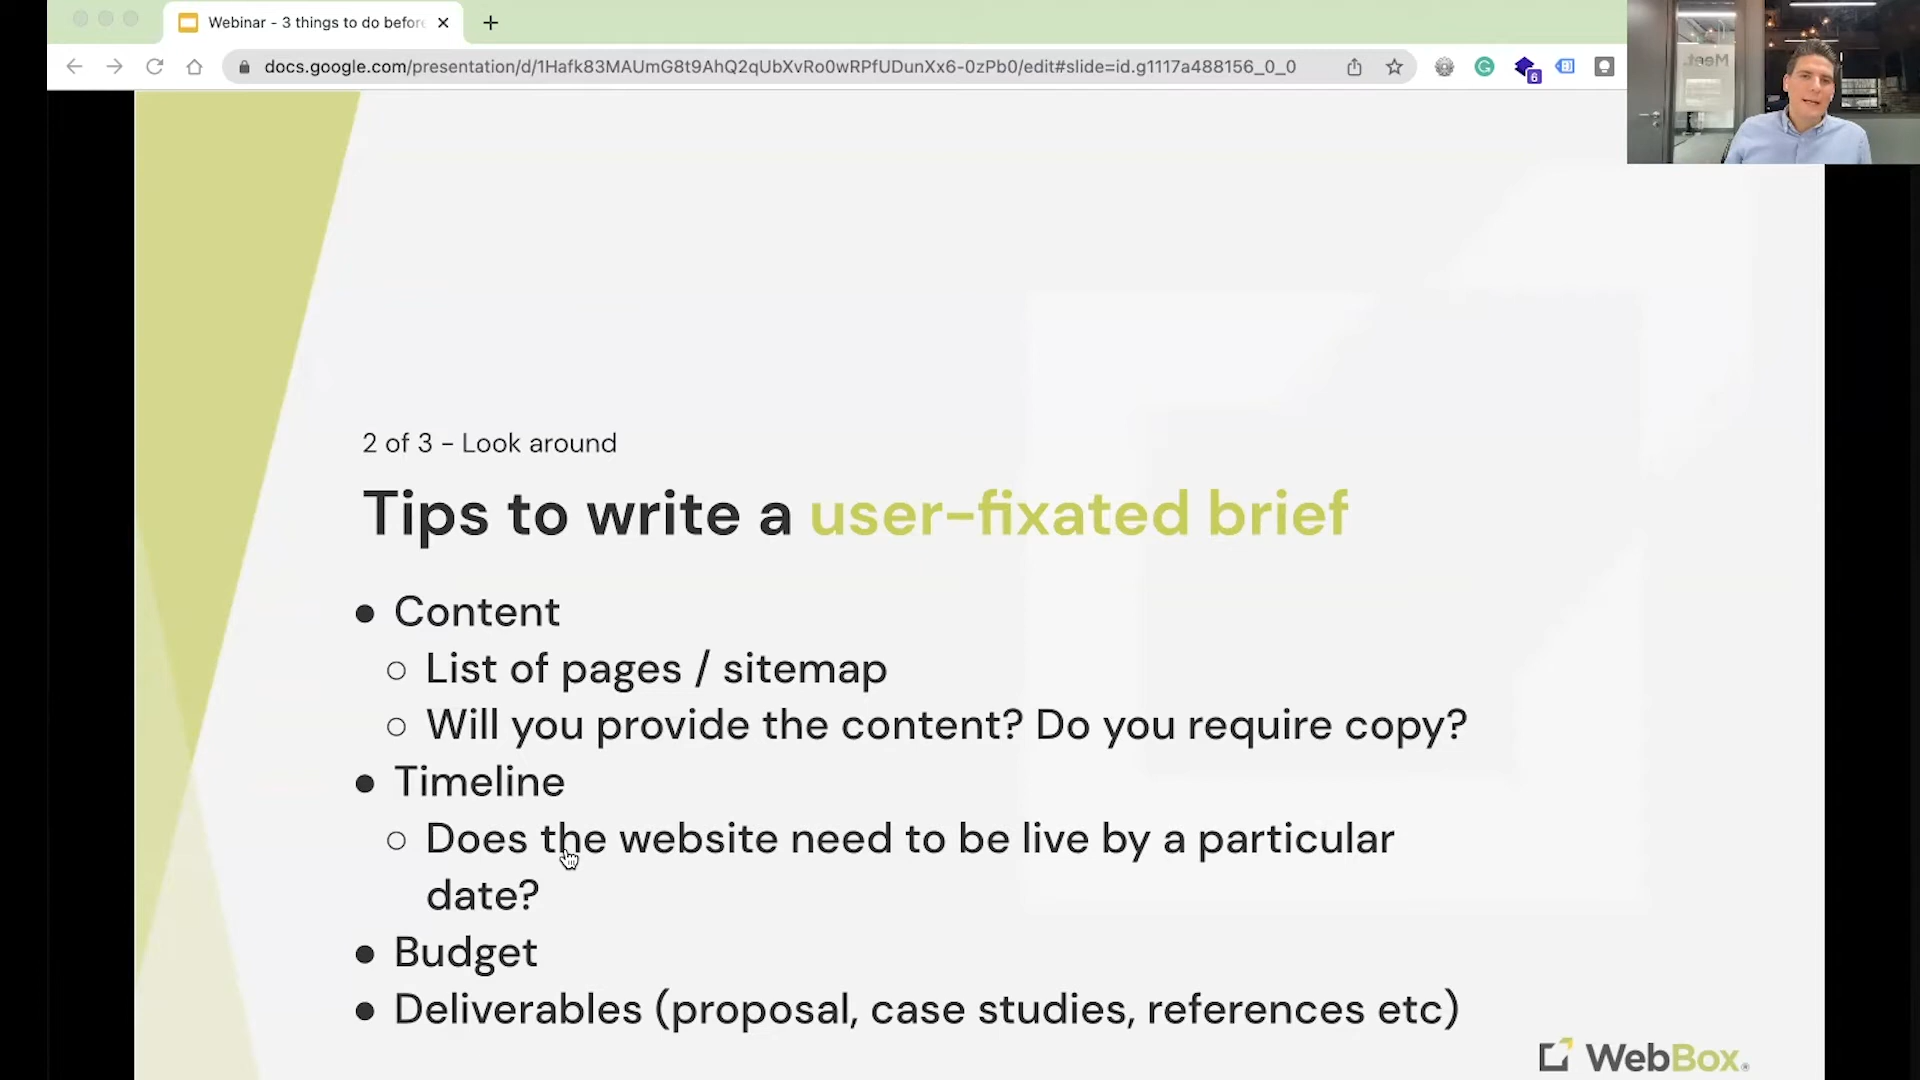 Webinar - 3 things to do before
docs.google.com/presentation/d/1Hafk83MAUmG8t9AhQ2qUbXvRo0wRPfUDunXx6-0zPb0/edit#slide=id.g1117a488156_0_0
6
Meet.
2 of 3 - Look around
Tips to write a user-fixated brief
● Content
○ List of pages / sitemap
○ Will you provide the content? Do you require copy?
● Timeline
○ Does the website need to be live by a particular
date?
● Budget
● Deliverables (proposal, case studies, references etc)
WebBox